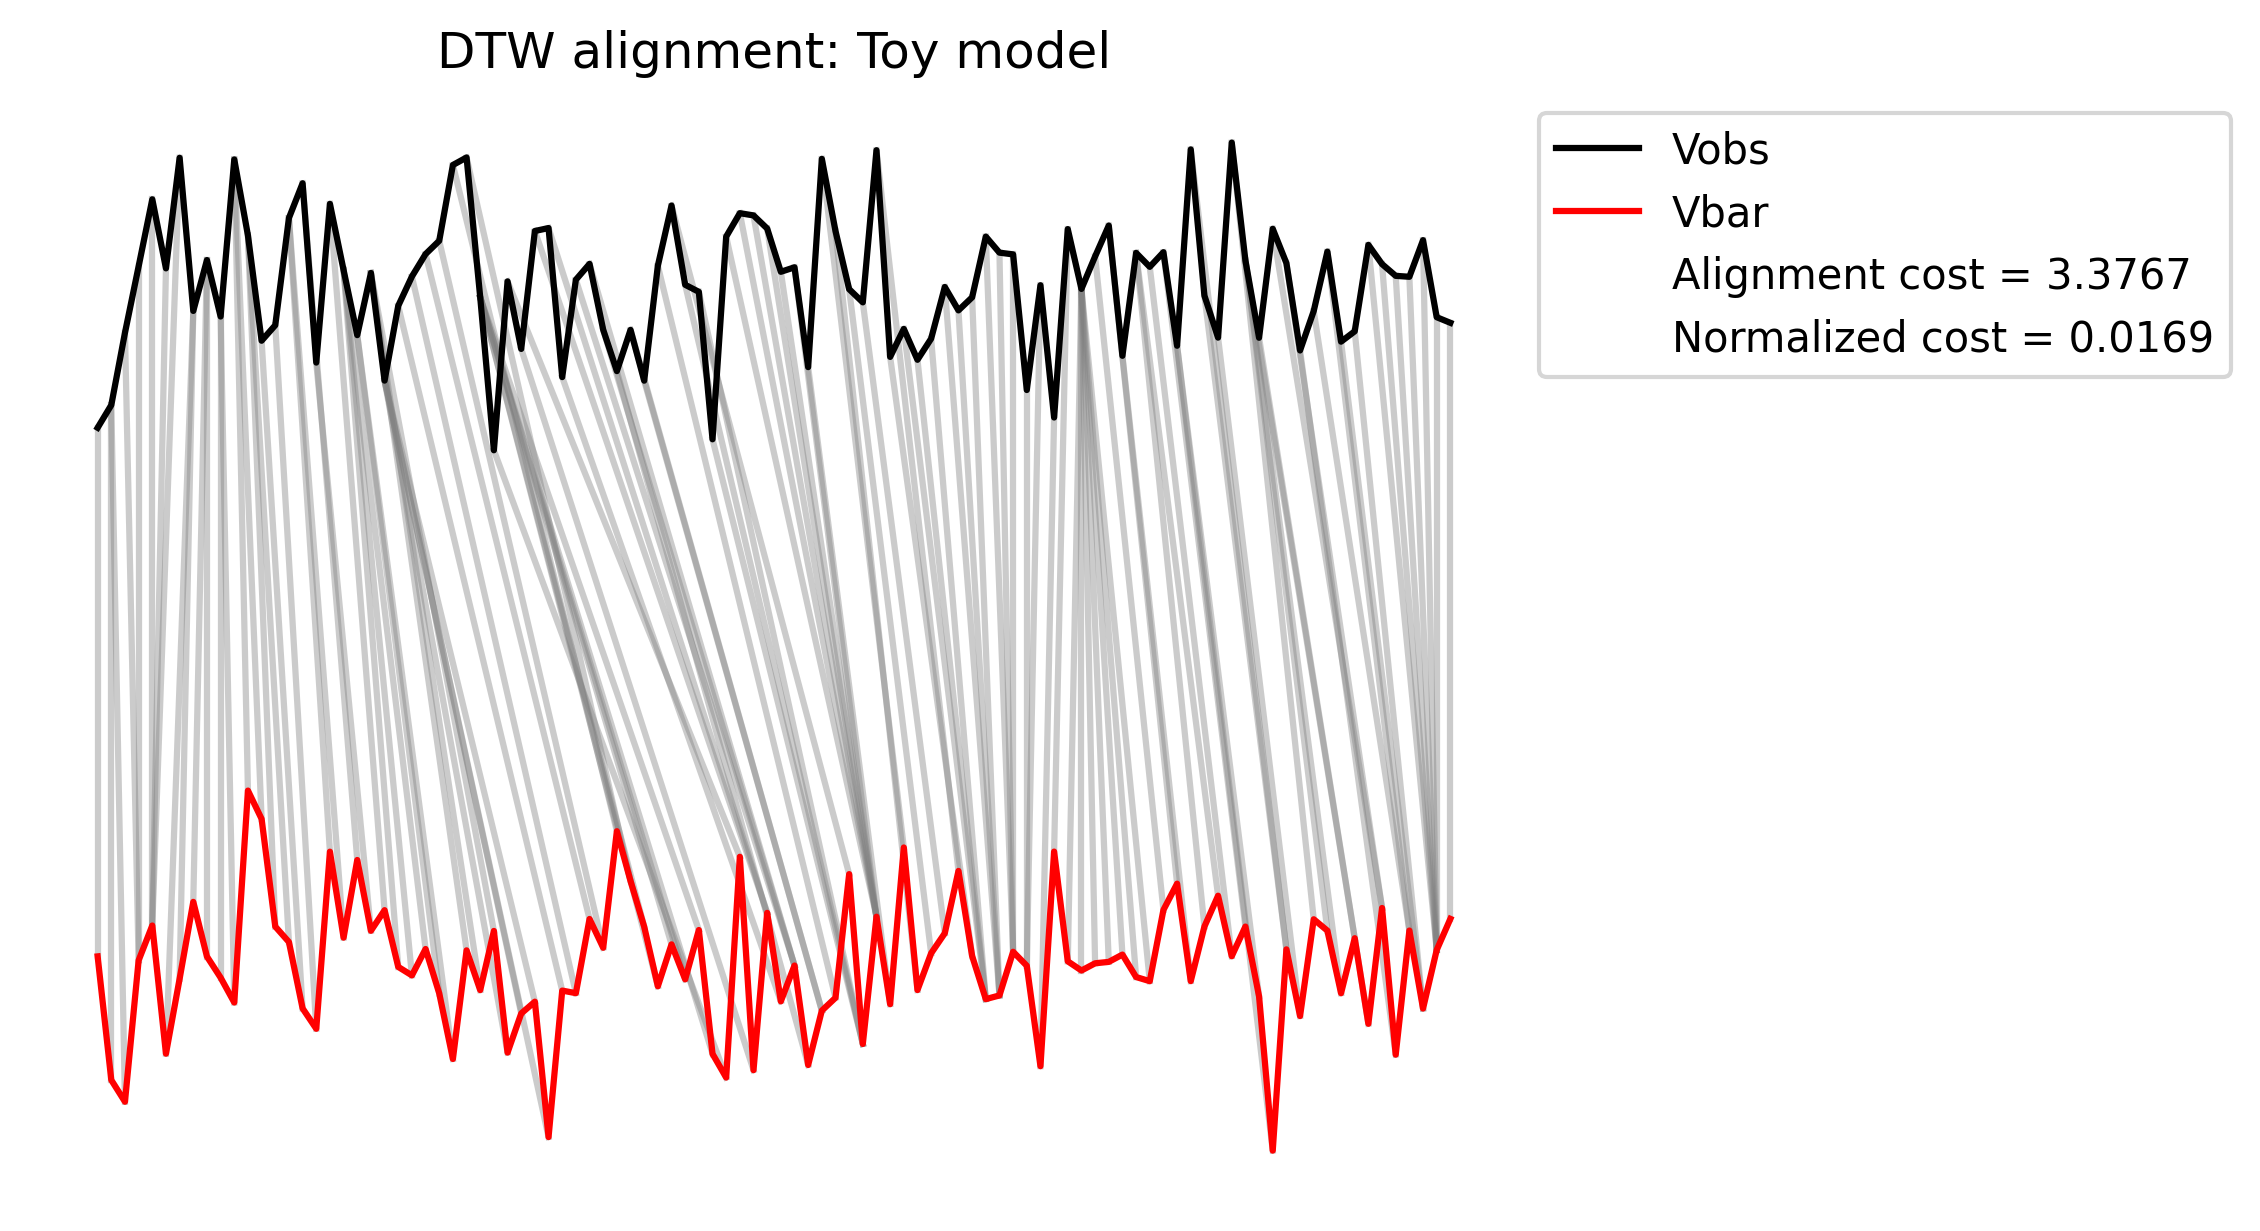 DTW alignment: Toy model
Vobs
Vbar
Alignment cost = 3.3767
Normalized cost = 0.0169